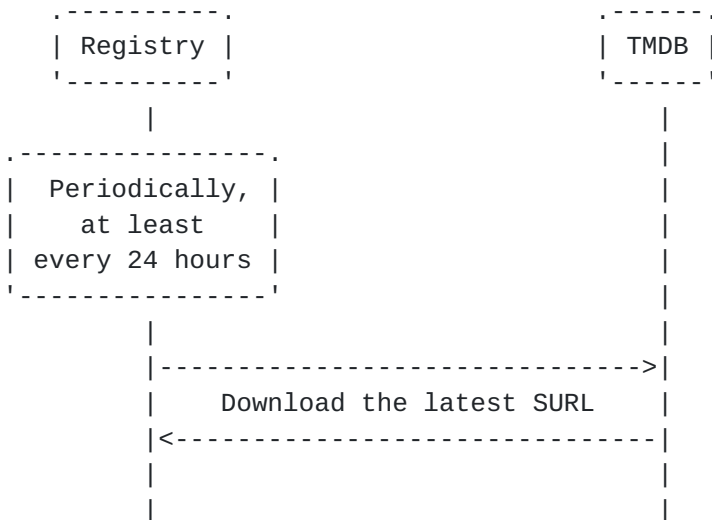 Registry
TMDB
Periodically,
at least
every 24 hours
Download the latest SURL